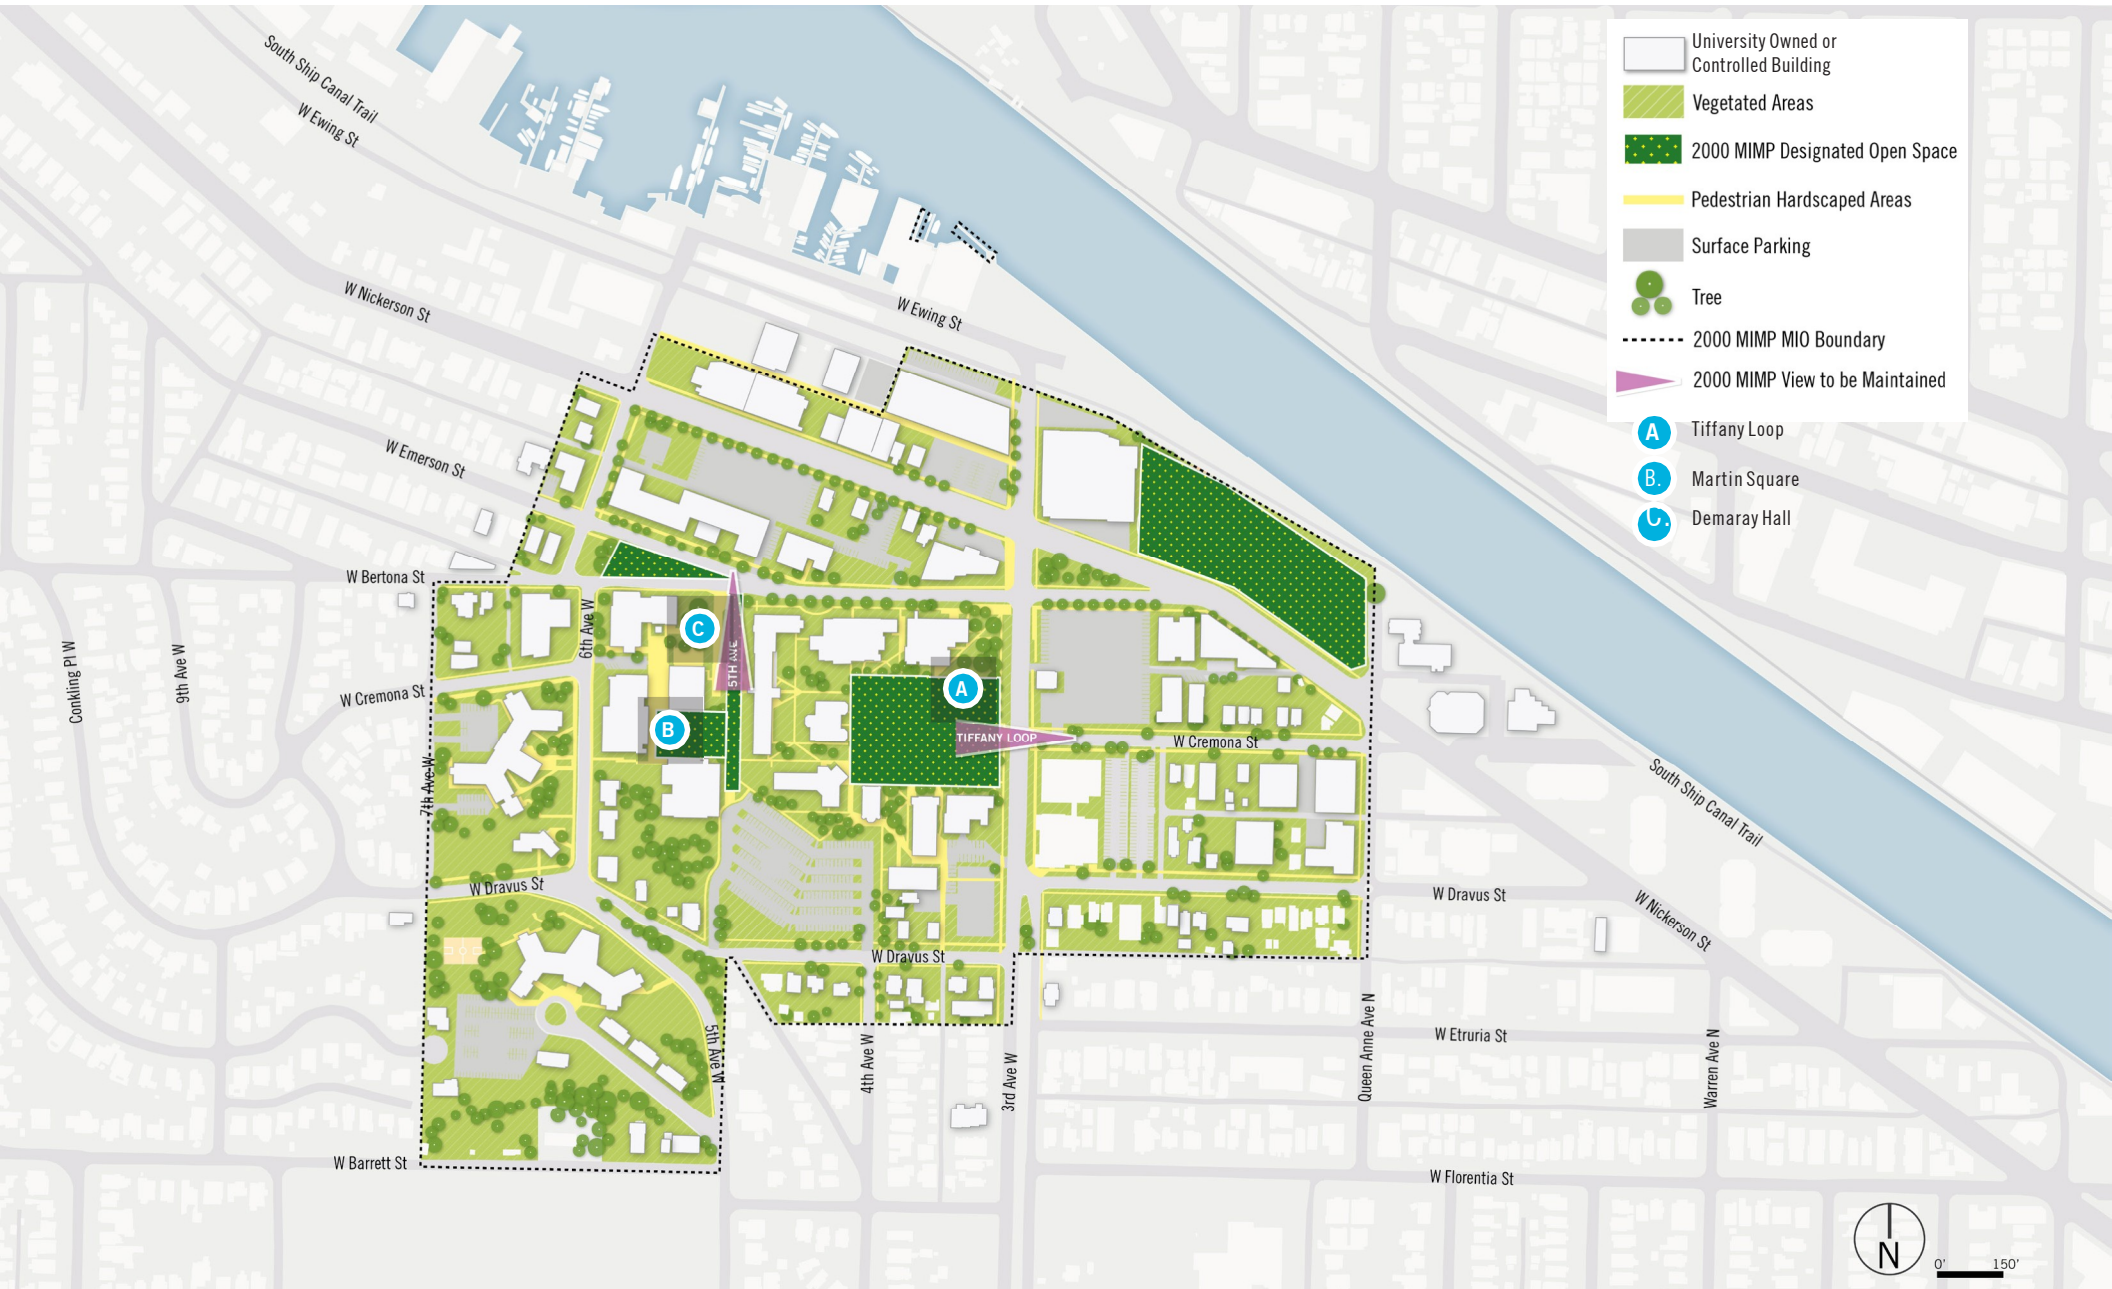 South Ship Canal Trail
W Ewing St
W Nickerson St
W Ewing St
W Emerson St
W Bertona St
6th Ave W
5TH AVE
Conkling Pl W
9th Ave W
W Cremona St
7th Ave W
TIFFANY LOOP
W Cremona St
W Dravus St
W Dravus St
W Dravus St
South Ship Canal Trail
W Nickerson St
5th Ave W
4th Ave W
3rd Ave W
Queen Anne Ave N
Warren Ave N
W Etruria St
W Barrett St
W Florentia St
A
B
C
University Owned or
Controlled Building
Vegetated Areas
2000 MIMP Designated Open Space
Pedestrian Hardscaped Areas
Surface Parking
Tree
2000 MIMP MIO Boundary
2000 MIMP View to be Maintained
A Tiffany Loop
B. Martin Square
C. Demaray Hall
N
0' 150'